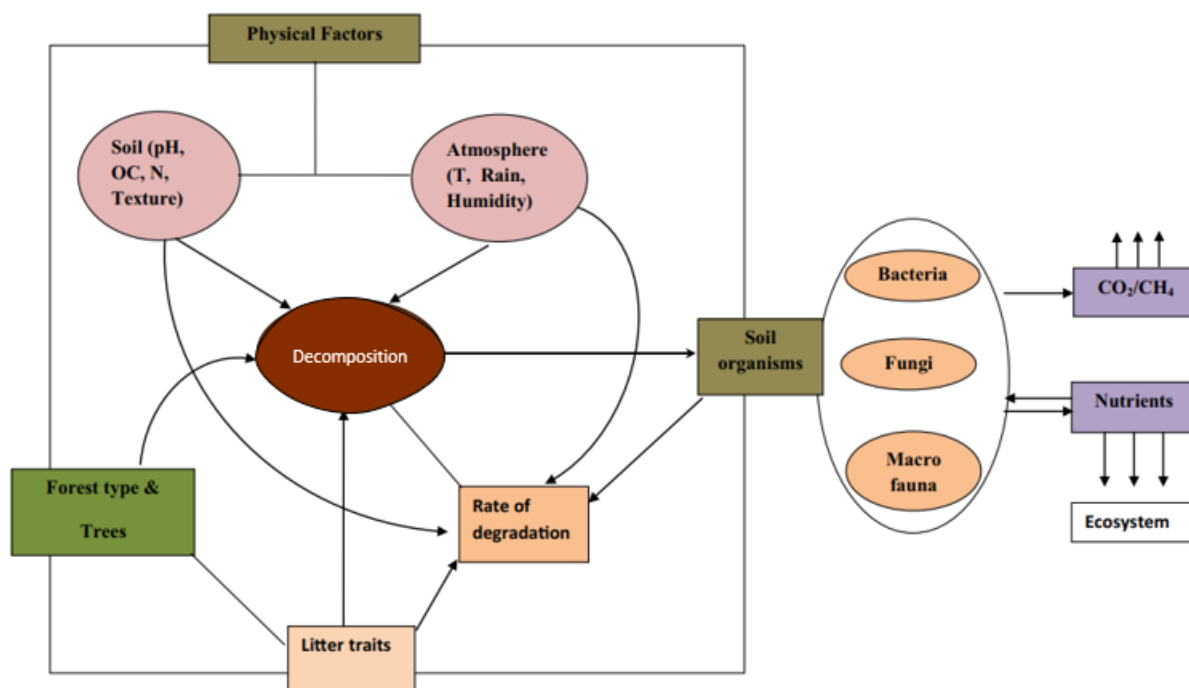 Physical Factors
Soil (pH,
OC, N,
Texture)
Atmosphere
(T, Rain,
Humidity)
Decomposition
Soil
organisms
Bacteria
Fungi
Macro
fauna
CO₂/CH₄
Nutrients
Ecosystem
Forest type &
Trees
Rate of
degradation
Litter traits